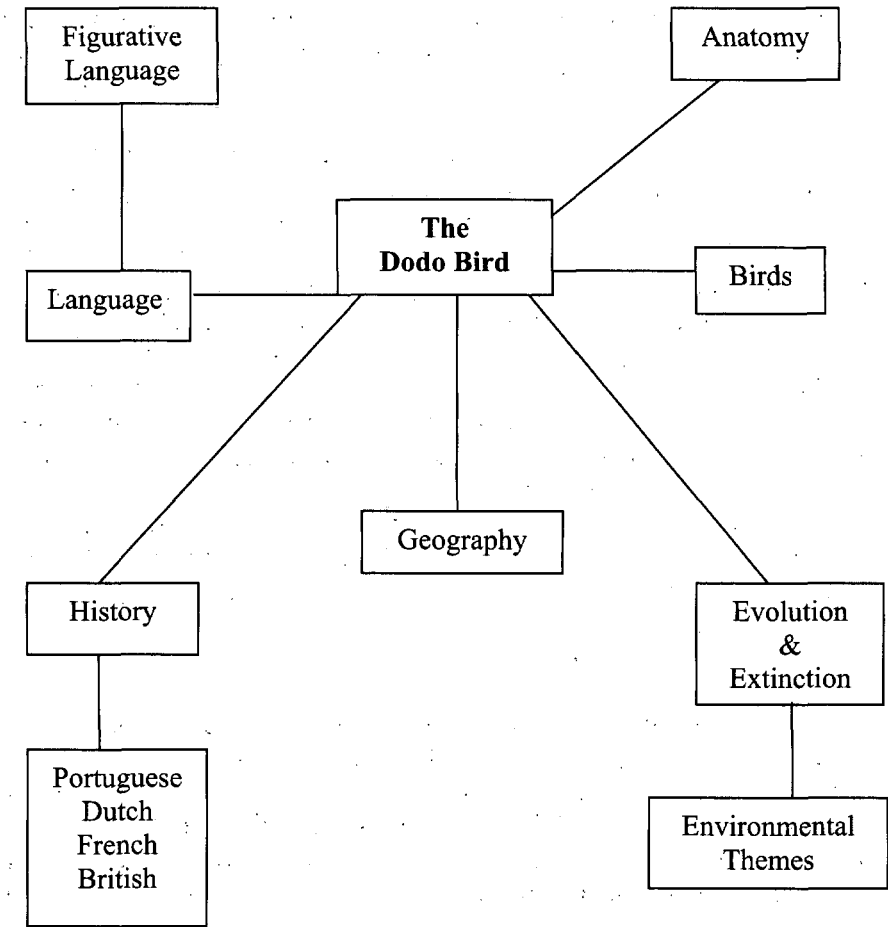 Figurative
Language
Anatomy
The
Dodo Bird
Language
Birds
Geography
History
Evolution
&
Extinction
Portuguese
Dutch
French
British
Environmental
Themes